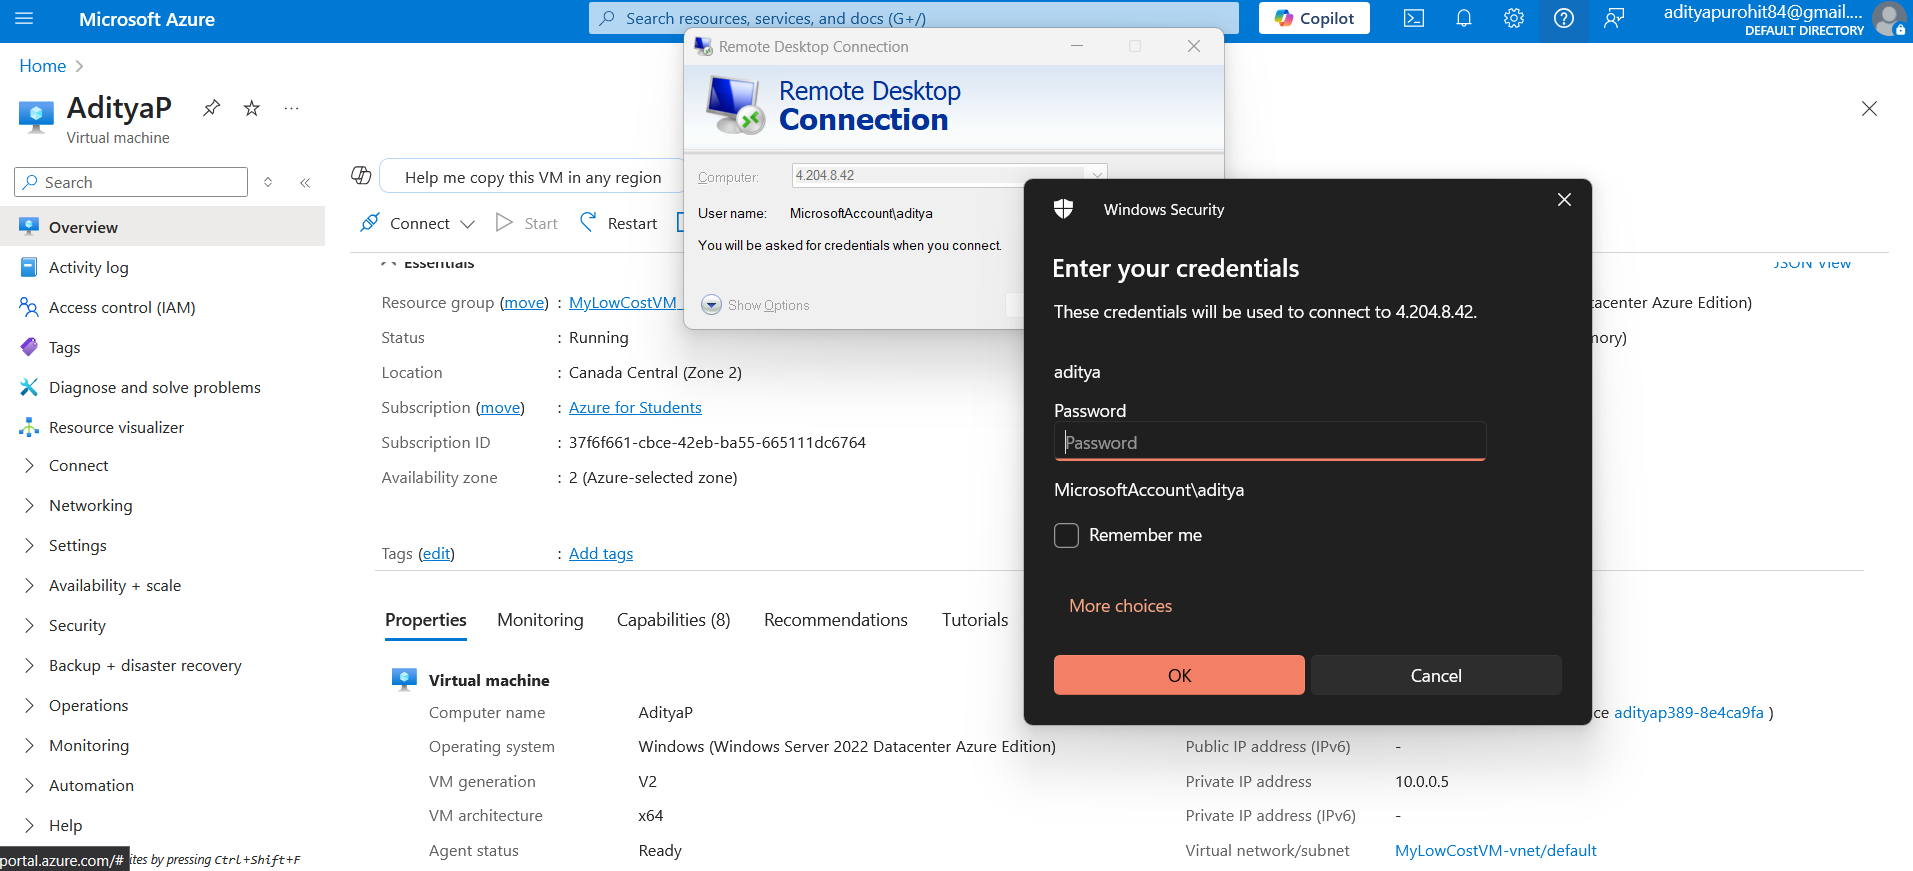 Microsoft Azure
Search resources, services, and docs (G+/)
Copilot
adityapurohit84@gmail....
DEFAULT DIRECTORY
Home
AdityaP
Virtual machine
Search
Overview
Activity log
Access control (IAM)
Tags
Diagnose and solve problems
Resource visualizer
Connect
Networking
Settings
Availability + scale
Security
Backup + disaster recovery
Operations
Monitoring
Automation
Help
portal.azure.com/#
ites by pressing Ctrl+Shift+F
Help me copy this VM in any region
Connect
Start
Restart
Essentials
JSON View
Resource group (move) : MyLowCostVM_
Status : Running
Location : Canada Central (Zone 2)
Subscription (move) : Azure for Students
Subscription ID : 37f6f661-cbce-42eb-ba55-665111dc6764
Availability zone : 2 (Azure-selected zone)
tacenter Azure Edition)
nory)
Tags (edit) : Add tags
Properties
Monitoring
Capabilities (8)
Recommendations
Tutorials
Virtual machine
Computer name AdityaP
Operating system Windows (Windows Server 2022 Datacenter Azure Edition)
VM generation V2
VM architecture x64
Agent status Ready
ce adityap389-8e4ca9fa )
Public IP address (IPv6) -
Private IP address 10.0.0.5
Private IP address (IPv6) -
Virtual network/subnet MyLowCostVM-vnet/default
Remote Desktop Connection
Remote Desktop
Connection
Computer: 4.204.8.42
User name: MicrosoftAccount\aditya
You will be asked for credentials when you connect.
Show Options
Windows Security
Enter your credentials
These credentials will be used to connect to 4.204.8.42.
aditya
Password
Password
MicrosoftAccount\aditya
Remember me
More choices
OK
Cancel